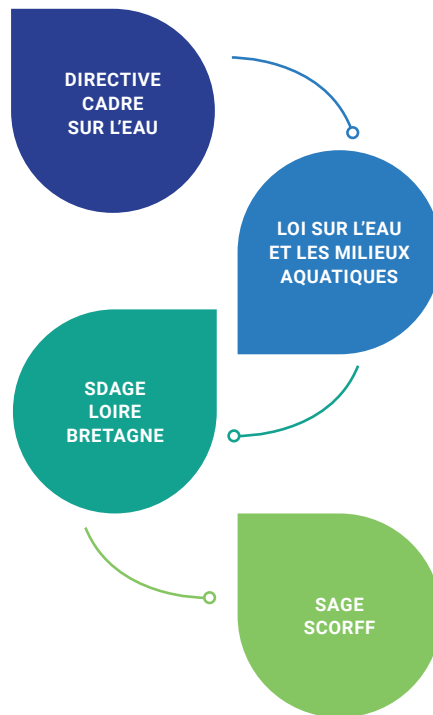 DIRECTIVE
CADRE
SUR L'EAU
LOI SUR L'EAU
ET LES MILIEUX
AQUATIQUES
SDAGE
LOIRE
BRETAGNE
SAGE
SCORFF